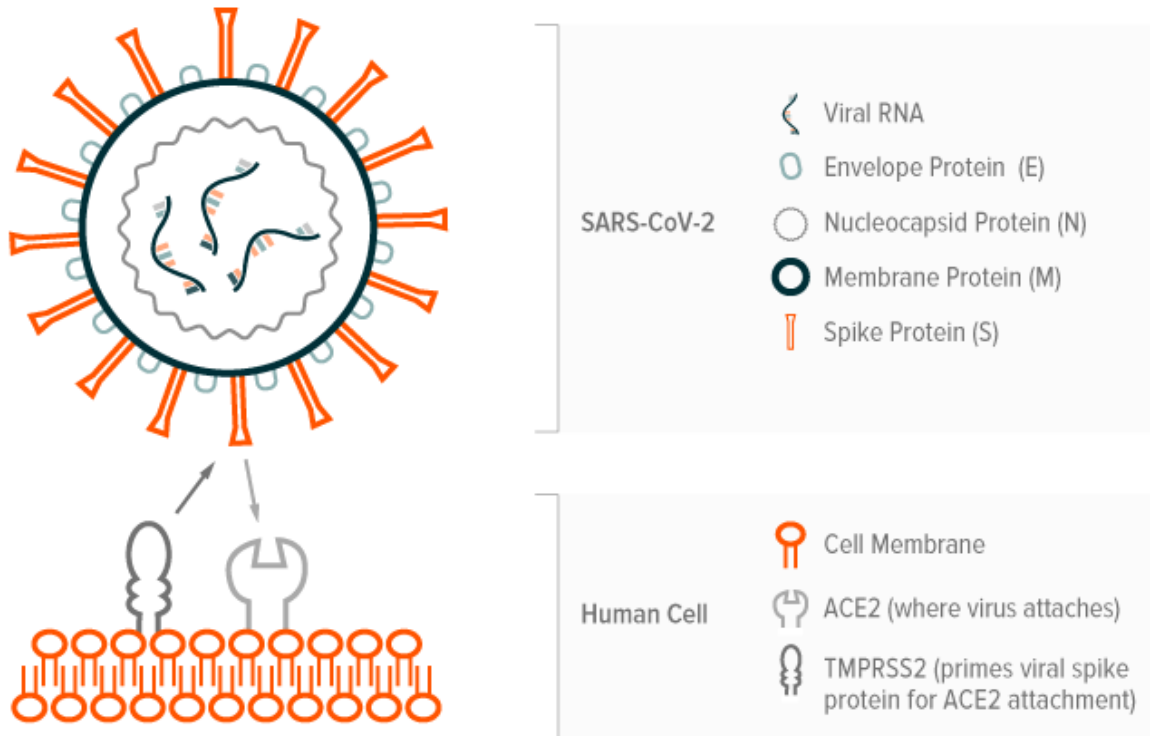 SARS-CoV-2
Viral RNA
Envelope Protein (E)
Nucleocapsid Protein (N)
Membrane Protein (M)
Spike Protein (S)
Human Cell
Cell Membrane
ACE2 (where virus attaches)
TMPRSS2 (primes viral spike
protein for ACE2 attachment)